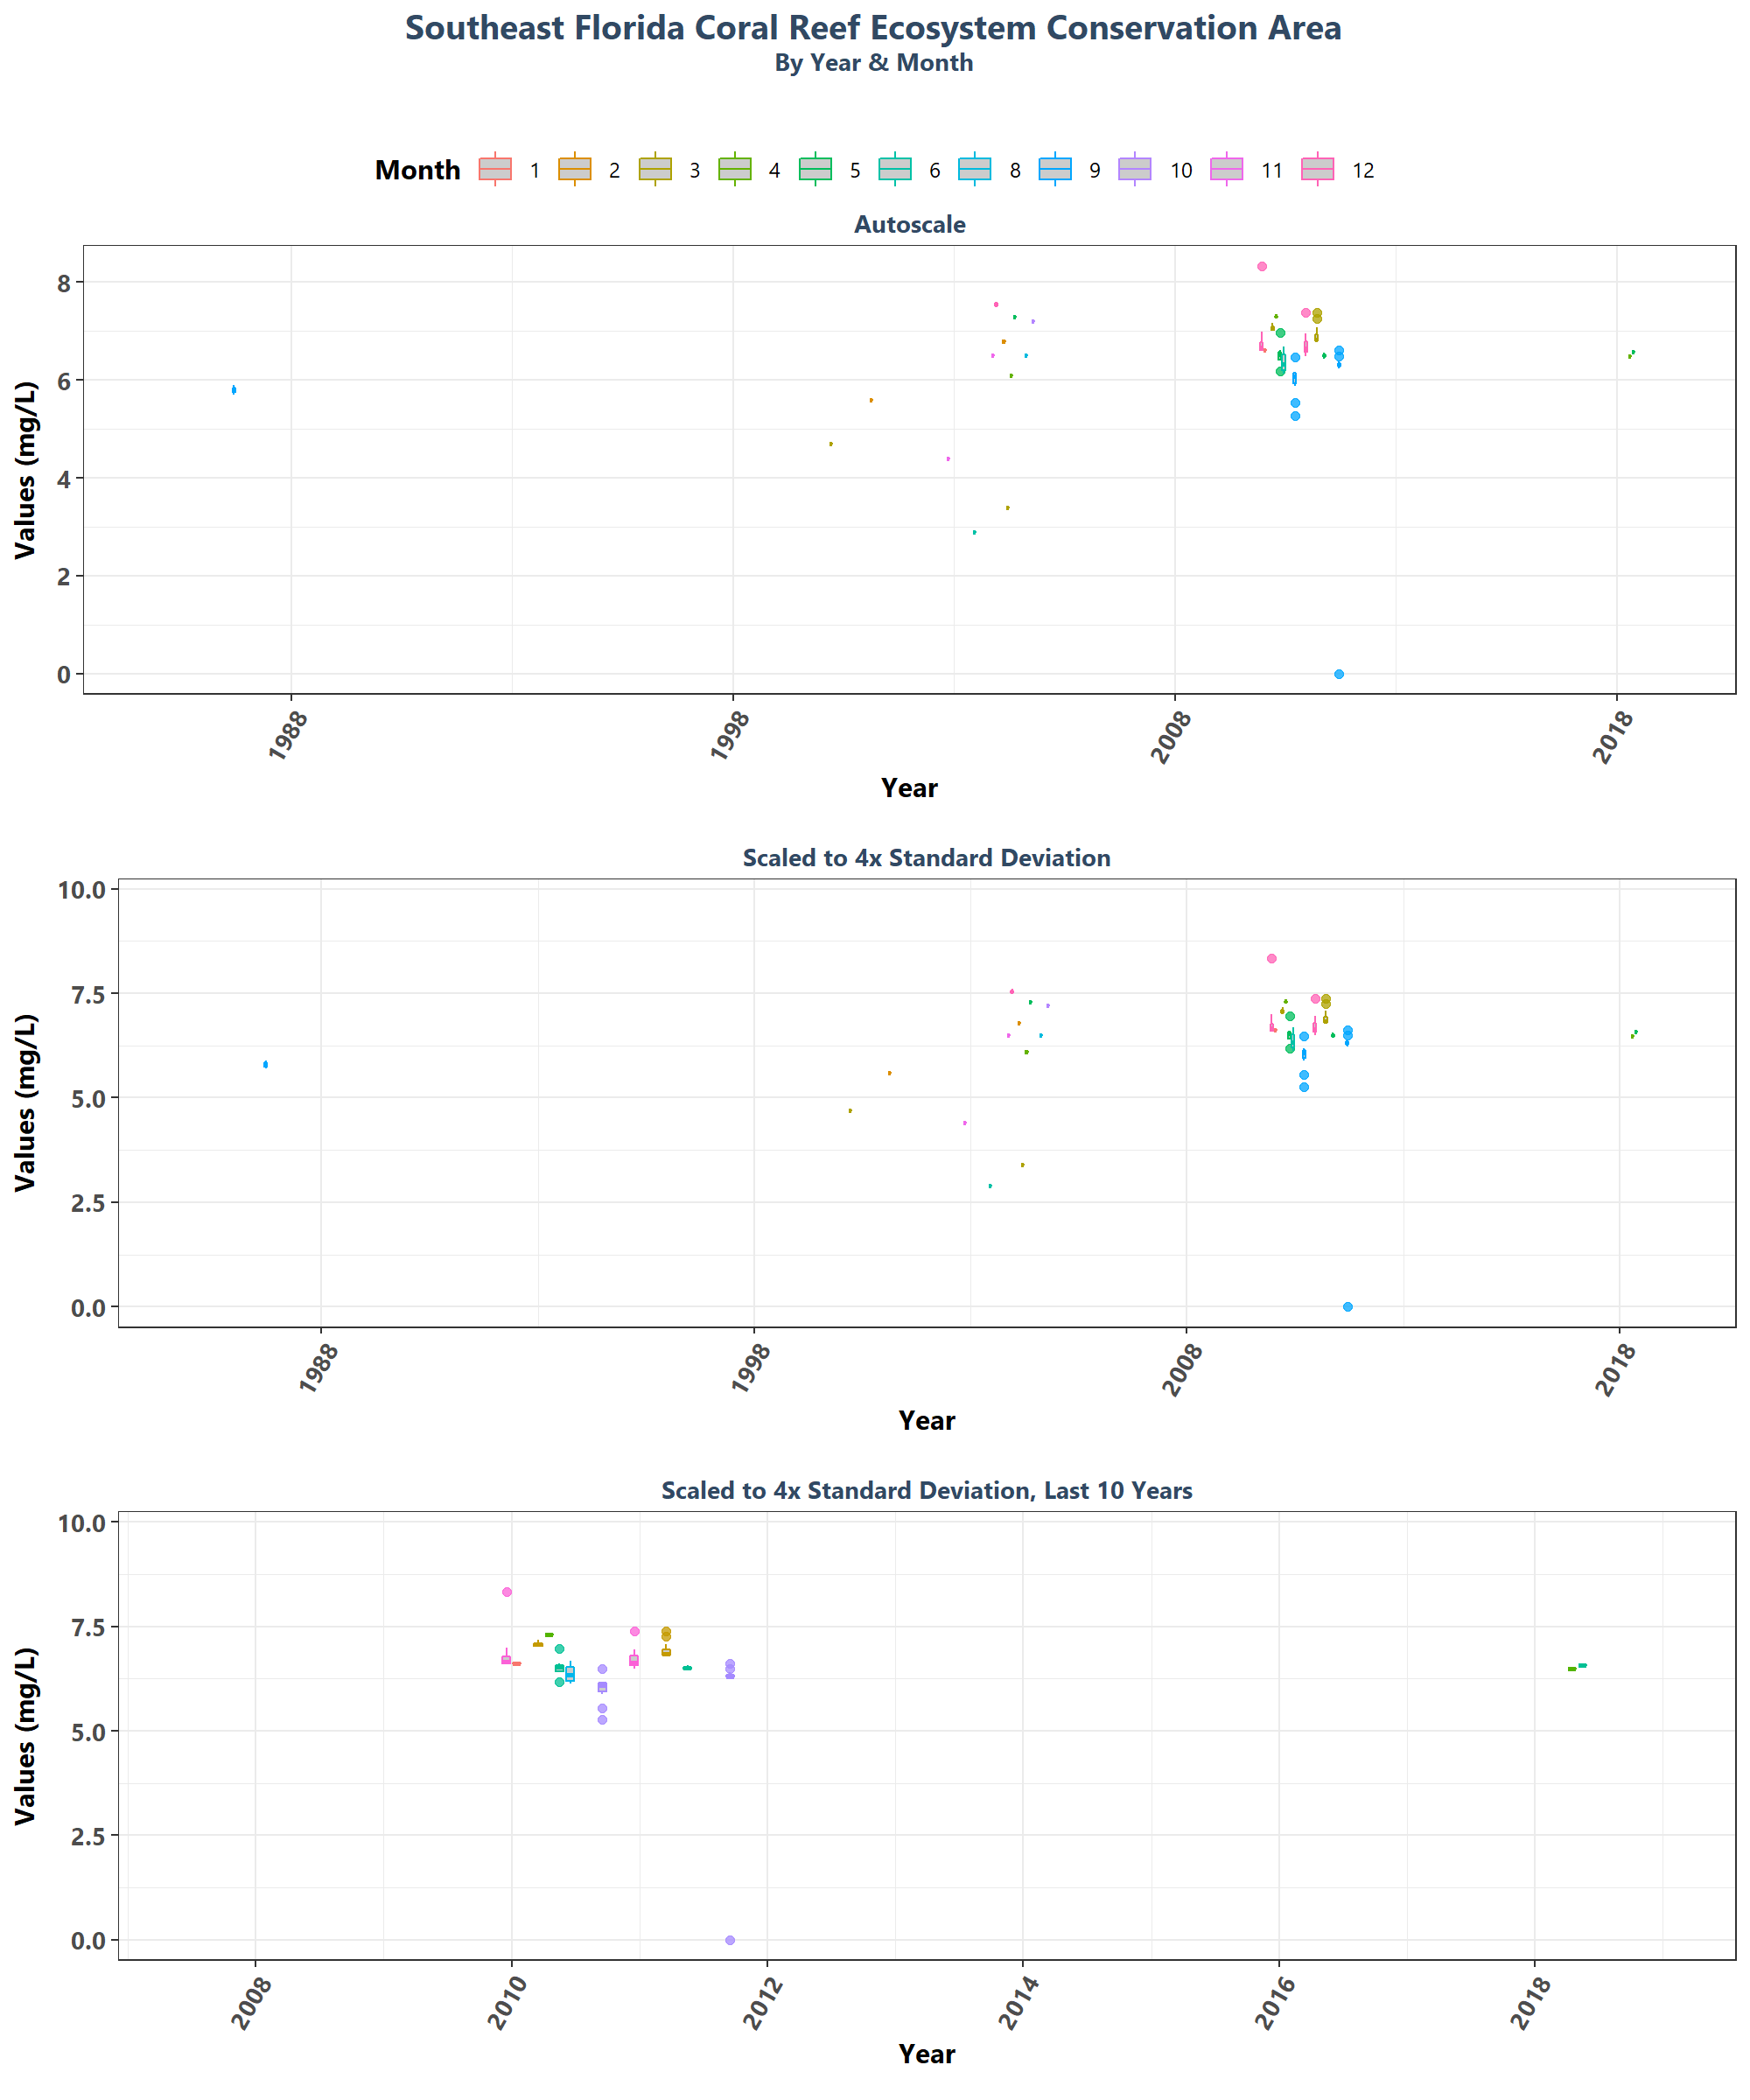 Southeast Florida Coral Reef Ecosystem Conservation Area
By Year & Month
Month 1 2 3 4 5 6 8 9 10 11 12
Autoscale
Values (mg/L)
8
6
4
2
0
1988 1998 2008 2018
Year
Scaled to 4x Standard Deviation
Values (mg/L)
10.0
7.5
5.0
2.5
0.0
1988 1998 2008 2018
Year
Scaled to 4x Standard Deviation, Last 10 Years
Values (mg/L)
10.0
7.5
5.0
2.5
0.0
2008 2010 2012 2014 2016 2018
Year